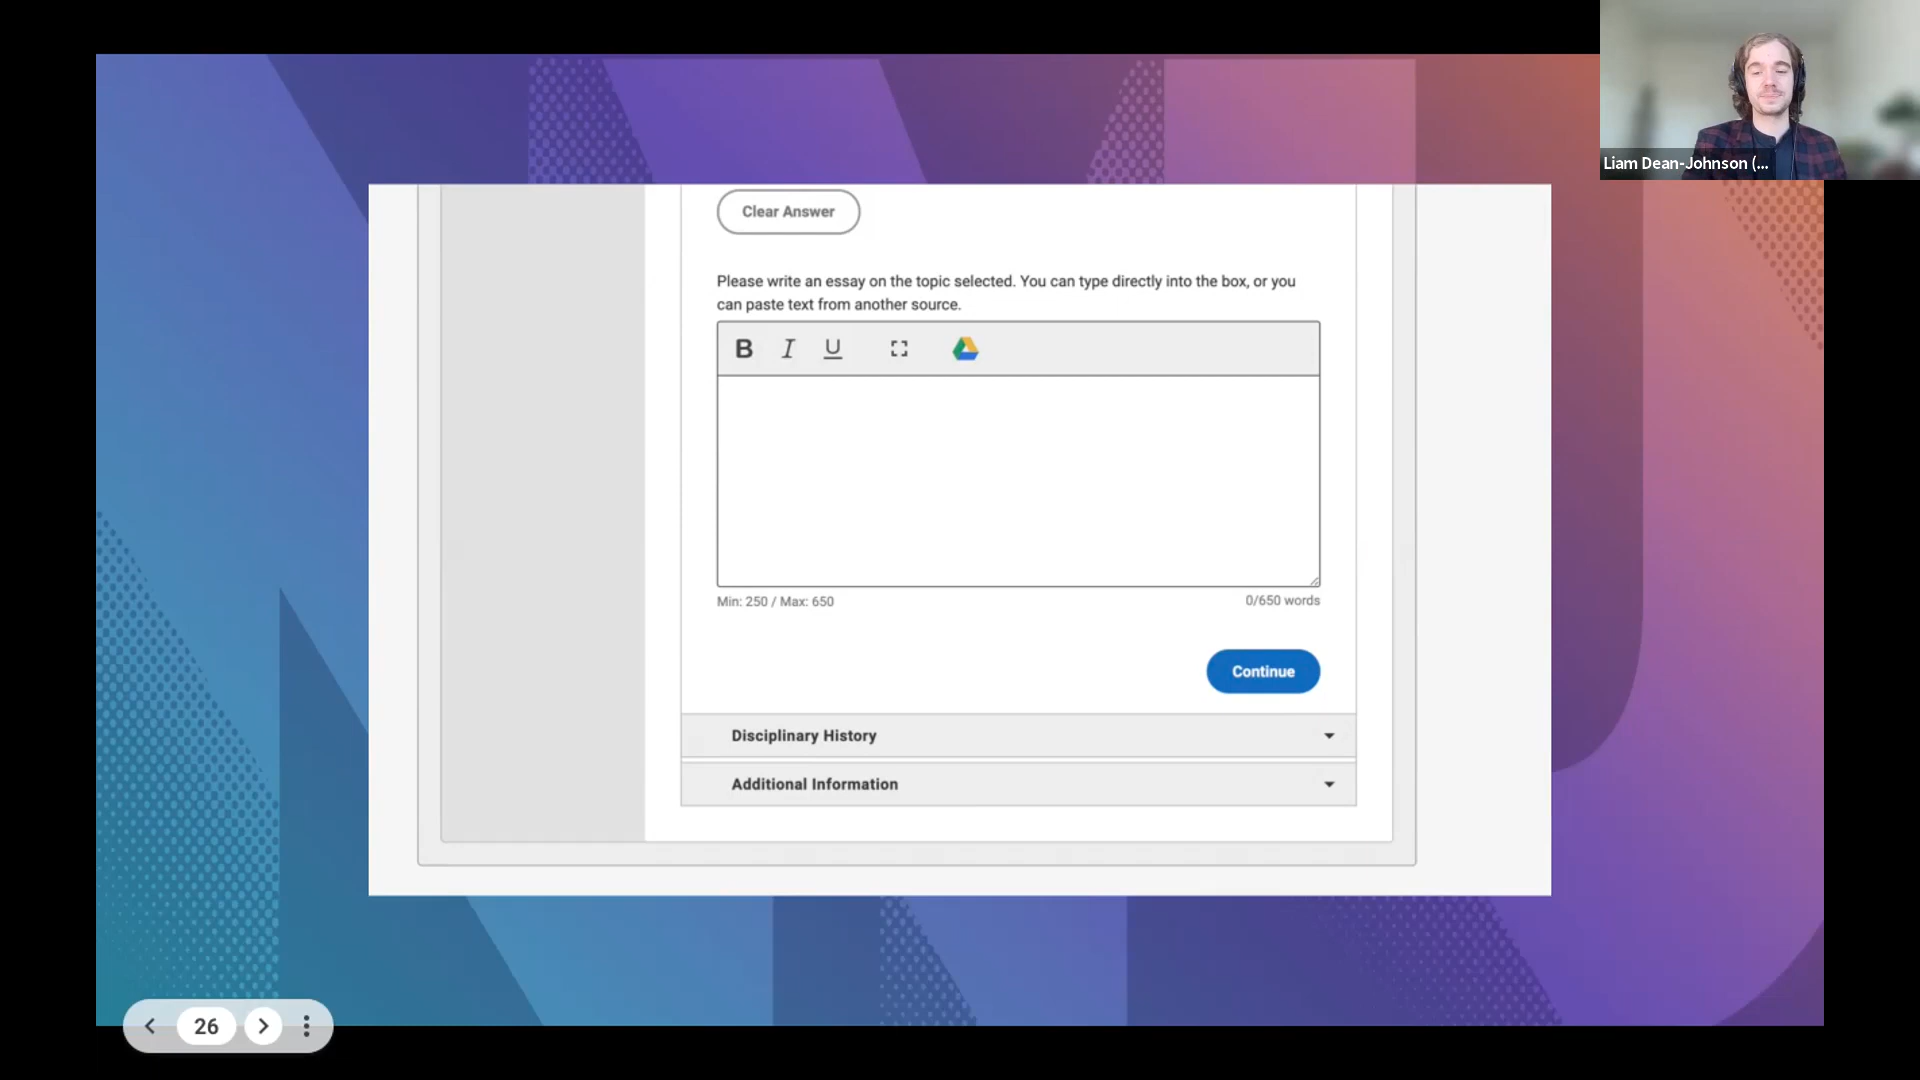 Liam Dean-Johnson (...
Clear Answer
Please write an essay on the topic selected. You can type directly into the box, or you
can paste text from another source.
B I U
Min: 250 / Max: 650
0/650 words
Continue
Disciplinary History
Additional Information
26